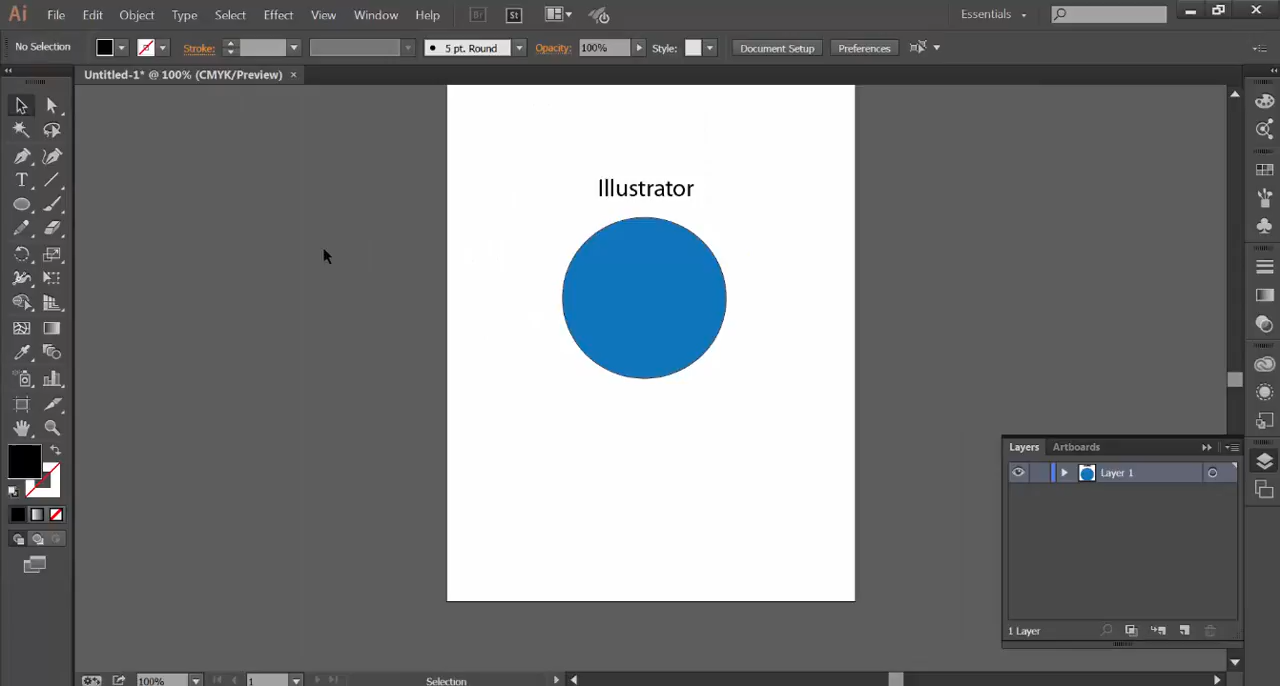 Ai File Edit Object Type Select Effect View Window Help Br St Essentials
No Selection Stroke: 5 pt. Round Opacity: 100% Style: Document Setup Preferences
Untitled-1* @ 100% (CMYK/Preview) ×
Illustrator
Layers Artboards
Layer 1
1 Layer
100% 1 Selection